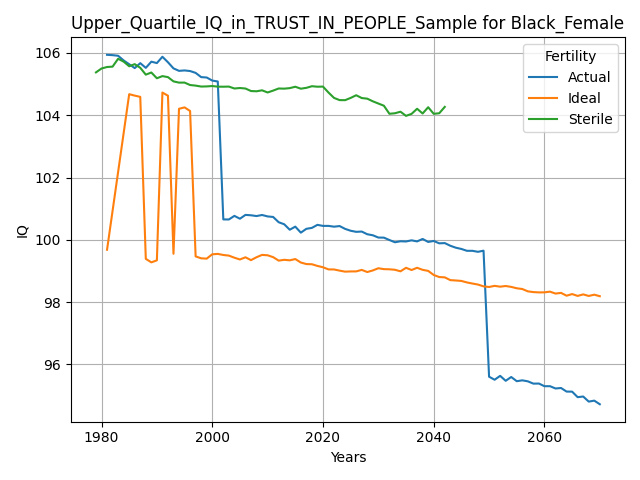 Upper_Quartile_IQ_in_TRUST_IN_PEOPLE_Sample for Black_Female
Fertility
Actual
Ideal
Sterile
106
104
102
100
98
96
IQ
1980
2000
2020
2040
2060
Years